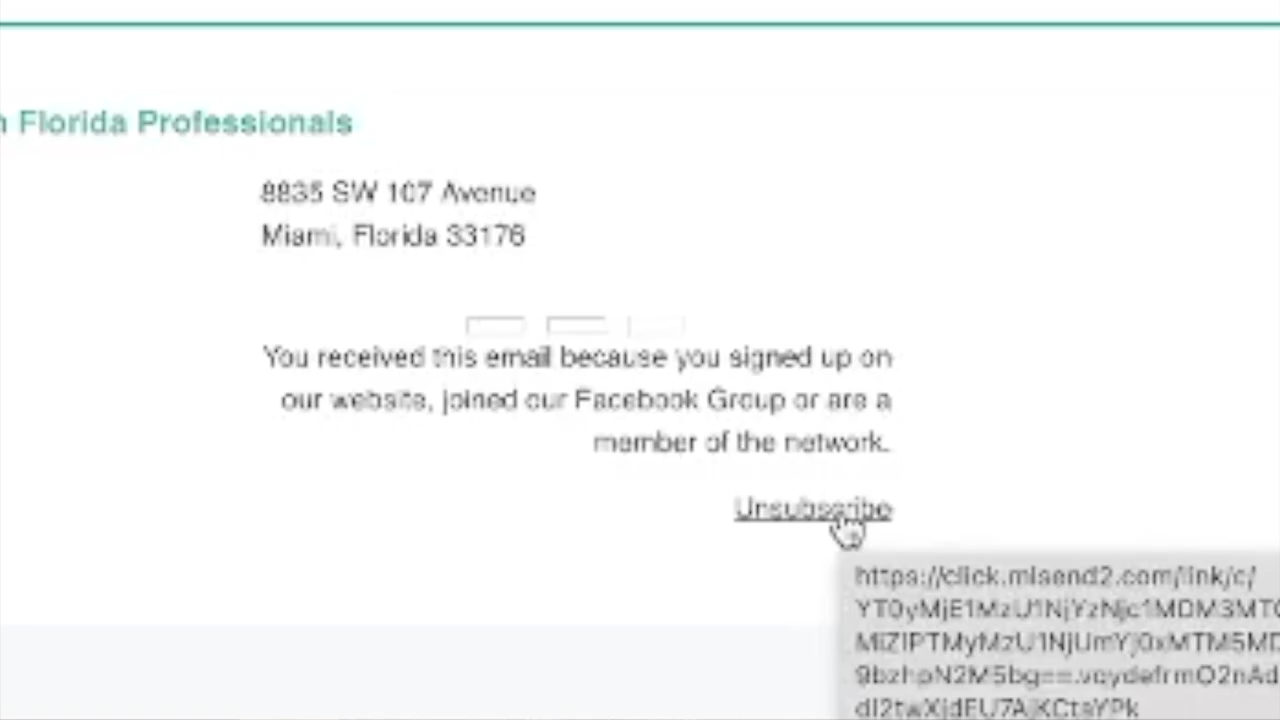 Florida Professionals
8835 SW 107 Avenue
Miami, Florida 33176
You received this email because you signed up on
our website, joined our Facebook Group or are a
member of the network.
Unsubscribe
https://click.mlsend2.com/link/c/